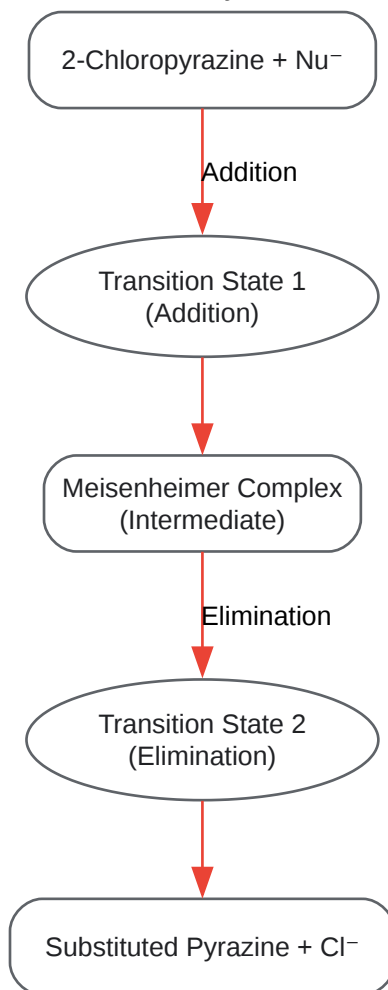 2-Chloropyrazine + Nu⁻
Addition
Transition State 1
(Addition)
Meisenheimer Complex
(Intermediate)
Elimination
Transition State 2
(Elimination)
Substituted Pyrazine + Cl⁻